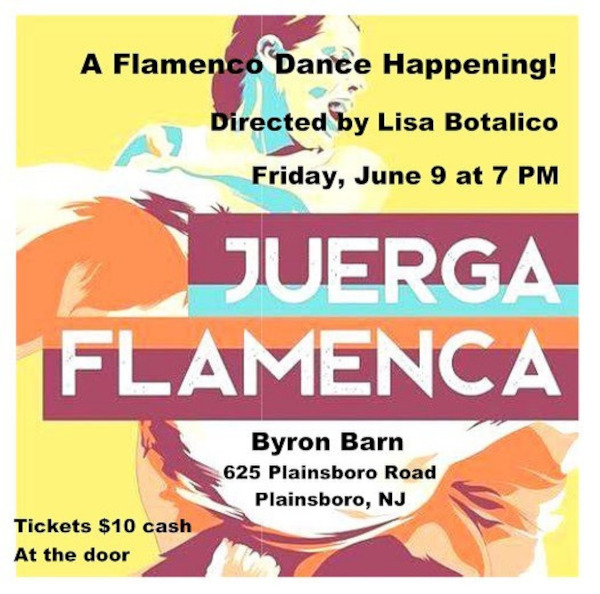 A Flamenco Dance Happening!
Directed by Lisa Botalico
Friday, June 9 at 7 PM
JUERGA
FLAMENCA
Byron Barn
625 Plainsboro Road
Plainsboro, NJ
Tickets $10 cash
At the door